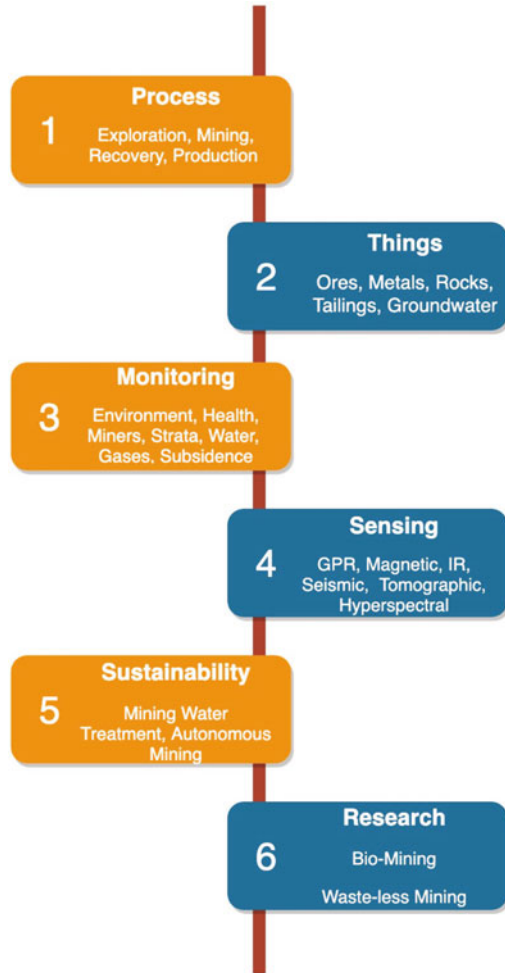 Process
1
Exploration, Mining,
Recovery, Production
Things
2
Ores, Metals, Rocks,
Tailings, Groundwater
Monitoring
3
Environment, Health,
Miners, Strata, Water,
Gases, Subsidence
Sensing
4
GPR, Magnetic, IR,
Seismic, Tomographic,
Hyperspectral
Sustainability
5
Mining Water
Treatment, Autonomous
Mining
Research
6
Bio-Mining
Waste-less Mining